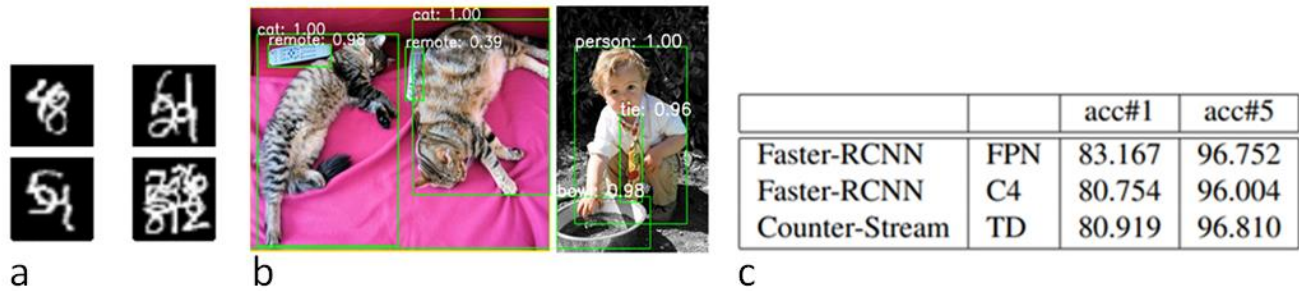 cat: 1.00
remote: 0.98
cat: 1.00
remote: 0.39
person: 1.00
tie: 0.96
bowl: 0.98
acc#1 acc#5
Faster-RCNN FPN 83.167 96.752
Faster-RCNN C4 80.754 96.004
Counter-Stream TD 80.919 96.810
a
b
c